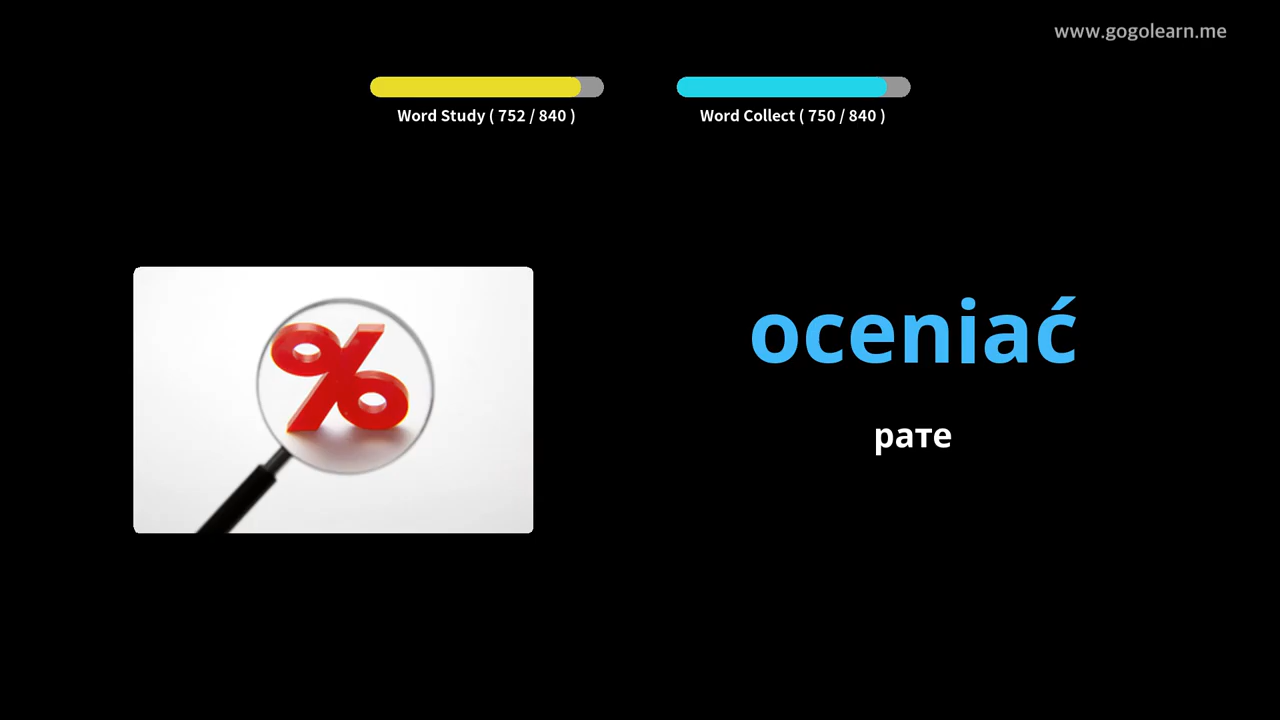 www.gogolearn.me
Word Study ( 752 / 840 )
Word Collect ( 750 / 840 )
%
oceniać
рате